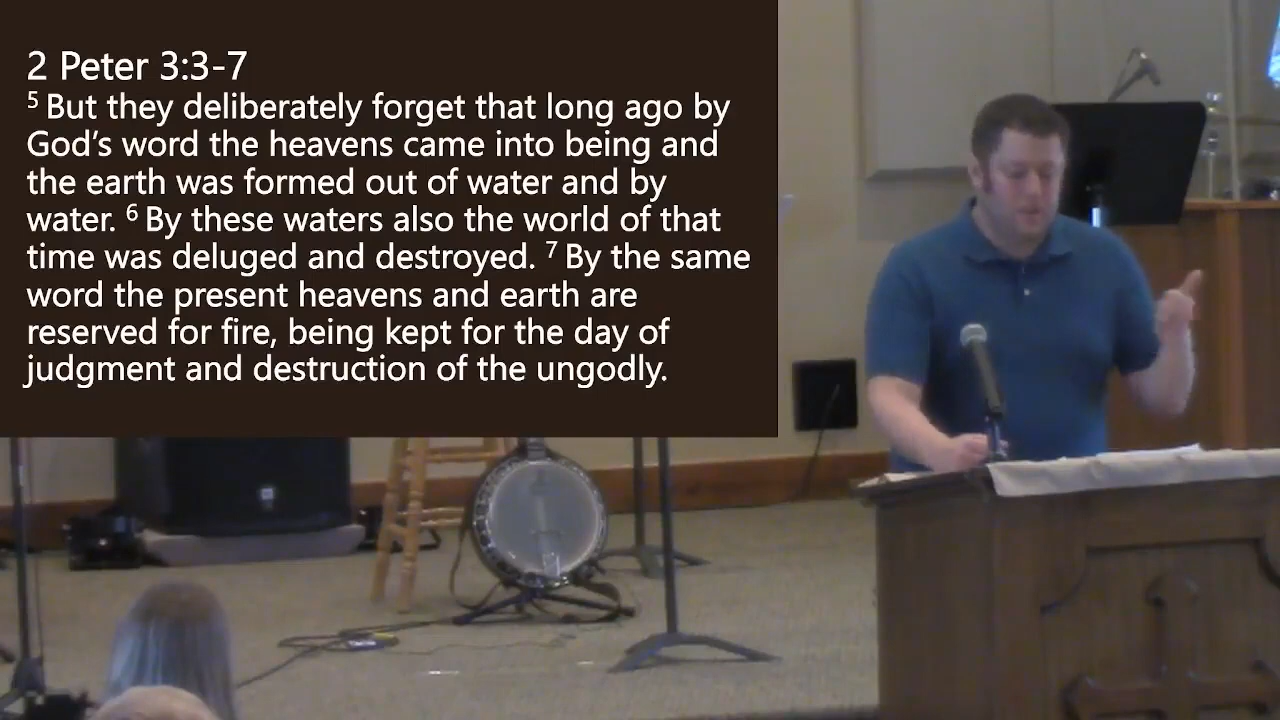 2 Peter 3:3-7
5 But they deliberately forget that long ago by
God’s word the heavens came into being and
the earth was formed out of water and by
water. 6 By these waters also the world of that
time was deluged and destroyed. 7 By the same
word the present heavens and earth are
reserved for fire, being kept for the day of
judgment and destruction of the ungodly.